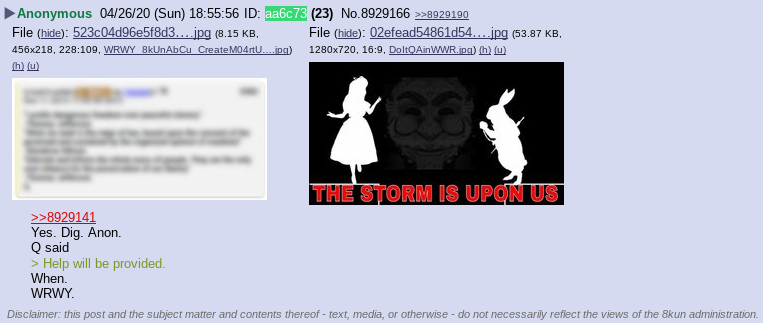 ▶Anonymous 04/26/20 (Sun) 18:55:56 ID: aa6c73 (23) No.8929166 >>8929190
File (hide): 523c04d96e5f8d3….jpg (8.15 KB, 456x218, 228:109, WRWY_8kUnAbCu_CreateM04rtU….jpg) (h) (u)
File (hide): 02efead54861d54….jpg (53.87 KB, 1280x720, 16:9, DoItQAinWWR.jpg) (h) (u)
THE STORM IS UPON US
>>8929141
Yes. Dig. Anon.
Q said
> Help will be provided.
When.
WRWY.
Disclaimer: this post and the subject matter and contents thereof - text, media, or otherwise - do not necessarily reflect the views of the 8kun administration.